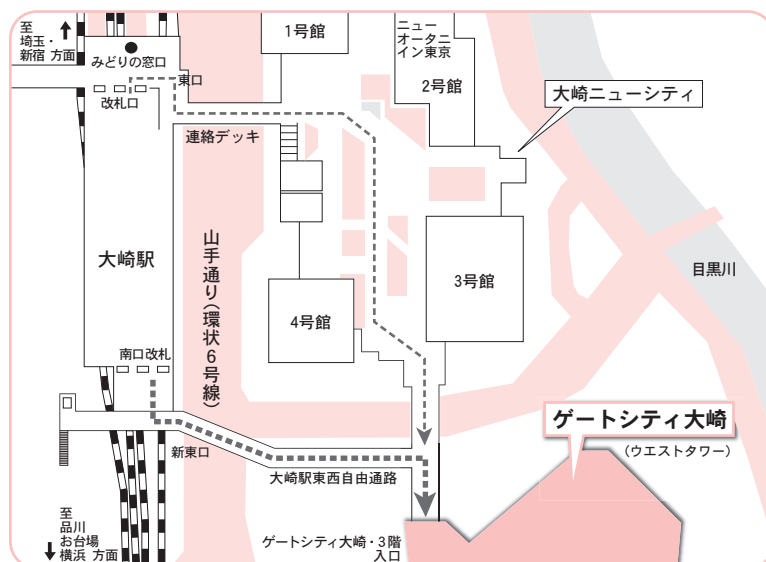 至
埼玉・
新宿 方面
みどりの窓口
東口
改札口
連絡デッキ
1号館
ニュー
オータニ
イン東京
2号館
大崎ニューシティ
大崎駅
山手通り(環状6号線)
3号館
4号館
目黒川
南口改札
新東口
大崎駅東西自由通路
ゲートシティ大崎
(ウエストタワー)
至
品川
お台場
横浜 方面
ゲートシティ大崎・3階
入口